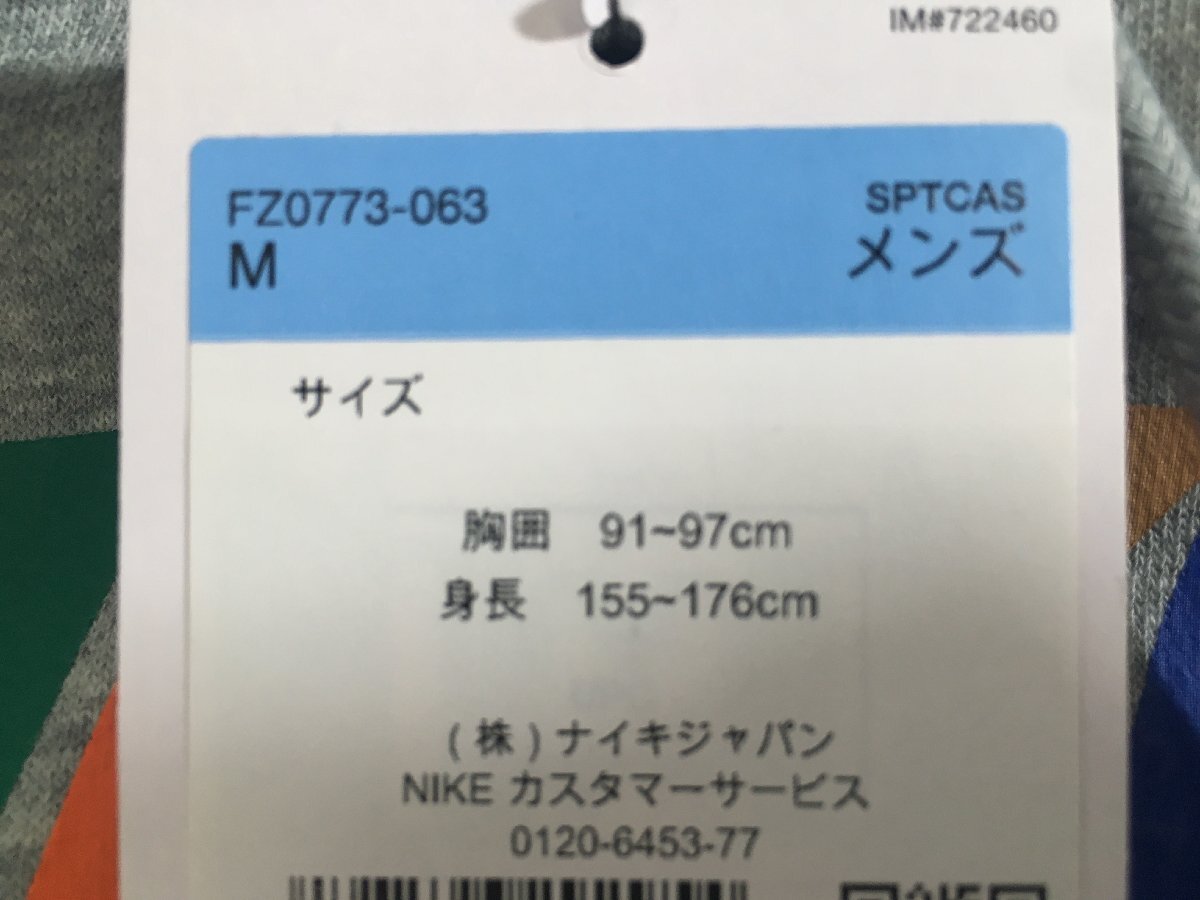 IM#722460
FZ0773-063 SPTCAS
M メンズ
サイズ
胸囲 91~97cm
身長 155~176cm
(株)ナイキジャパン
NIKE カスタマーサービス
0120-6453-77